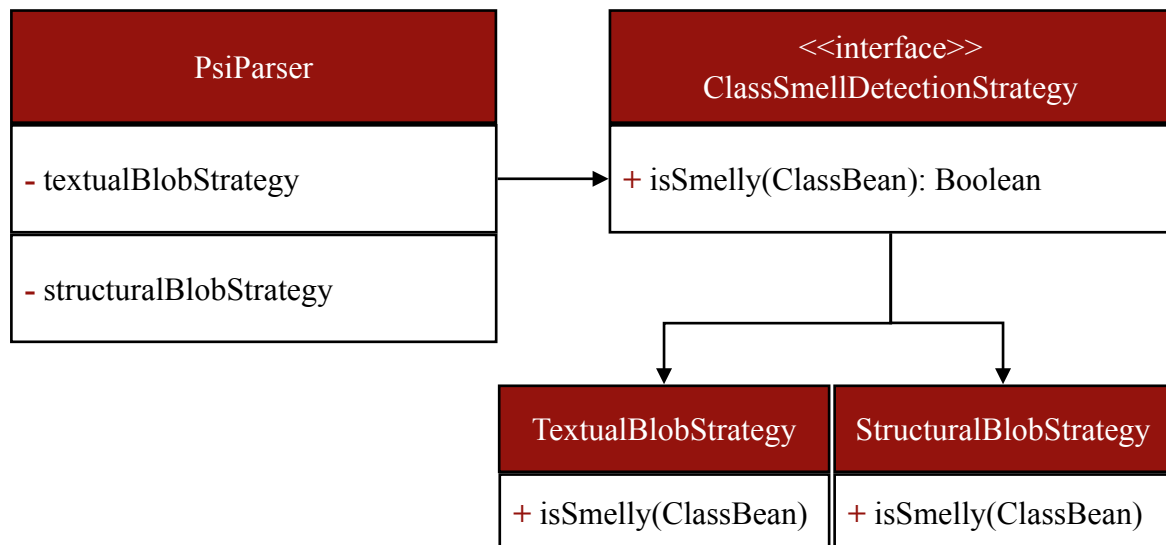 PsiParser
- textualBlobStrategy
- structuralBlobStrategy
<<interface>>
ClassSmellDetectionStrategy
+ isSmelly(ClassBean): Boolean
TextualBlobStrategy
+ isSmelly(ClassBean)
StructuralBlobStrategy
+ isSmelly(ClassBean)